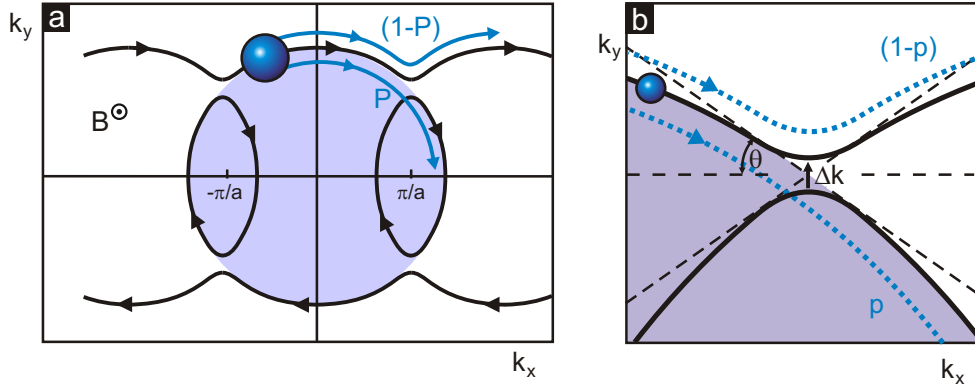 a
k_y
(1-P)
P
B⊙
-π/a
π/a
k_x
b
k_y
(1-p)
θ
Δk
p
k_x